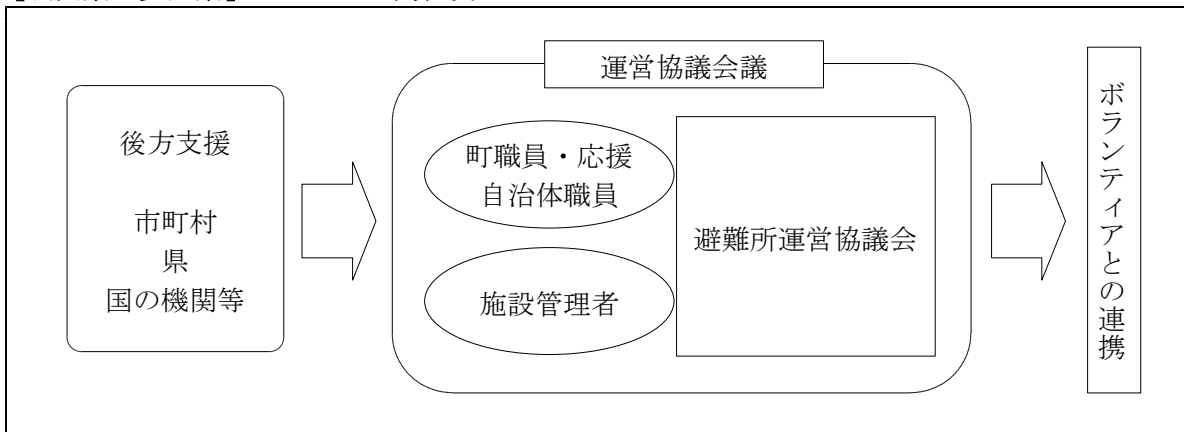 後方支援
市町村
県
国の機関等
運営協議会議
町職員・応援
自治体職員
施設管理者
避難所運営協議会
ボランティアとの連携